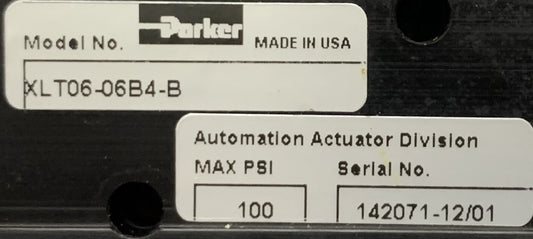 Parker
Model No. MADE IN USA
XLT06-06B4-B
Automation Actuator Division
MAX PSI Serial No.
100 142071-12/01